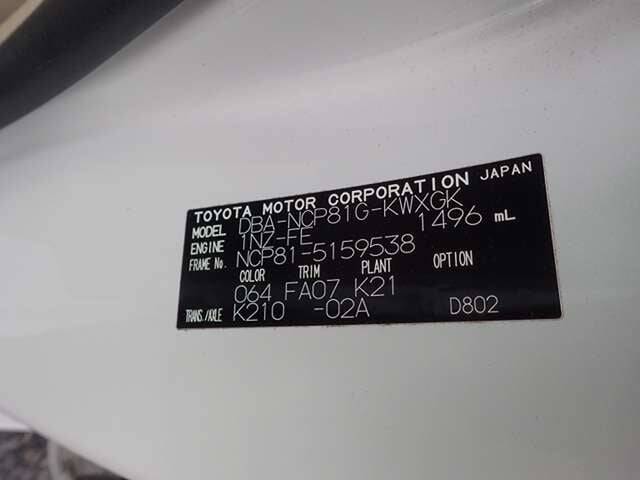 TOYOTA MOTOR CORPORATION JAPAN
MODEL DBA-NCP81G-KWXGK
ENGINE 1NZ-FE 1496 mL
FRAME No. NCP81-5159538
COLOR TRIM PLANT OPTION
064 FA07 K21
TRANS./AXLE K210 -02A D802